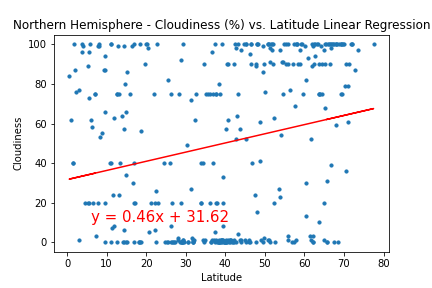 Northern Hemisphere - Cloudiness (%) vs. Latitude Linear Regression
100
80
60
40
20
0
Cloudiness
y = 0.46x + 31.62
0 10 20 30 40 50 60 70 80
Latitude